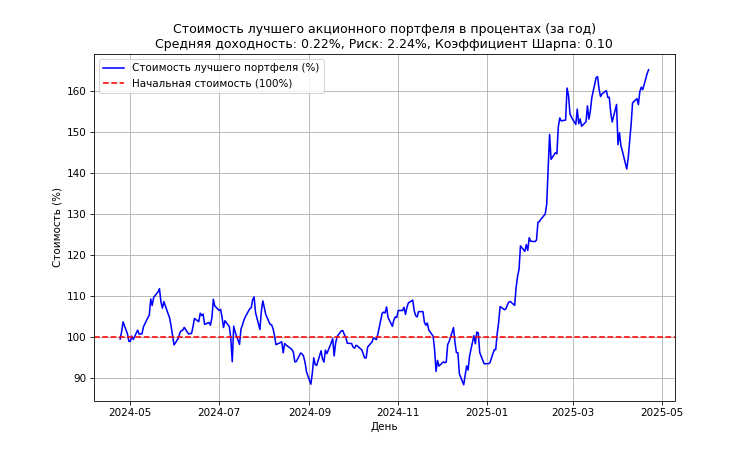 Стоимость лучшего акционного портфеля в процентах (за год)
Средняя доходность: 0.22%, Риск: 2.24%, Коэффициент Шарпа: 0.10
Стоимость лучшего портфеля (%)
Начальная стоимость (100%)
Стоимость (%)
160
150
140
130
120
110
100
90
2024-05
2024-07
2024-09
2024-11
2025-01
2025-03
2025-05
День